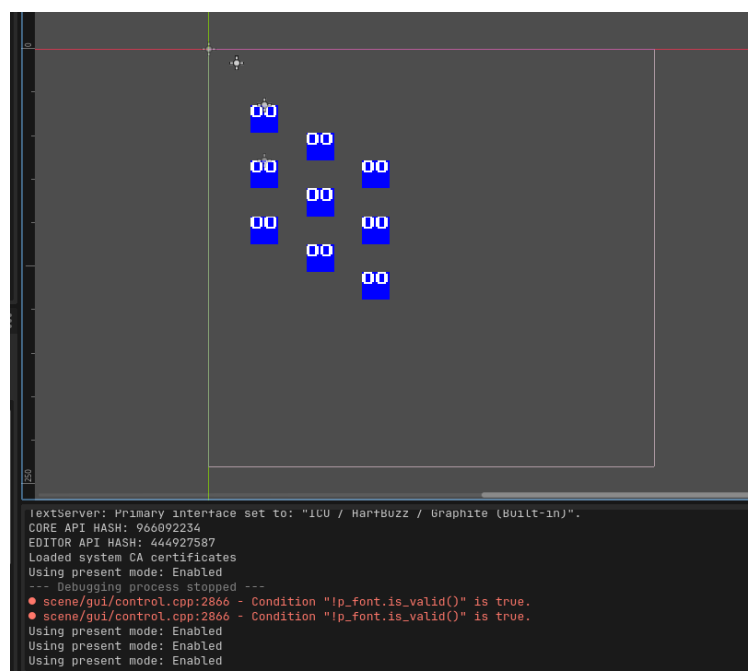 0
250
TextServer: Primary interface set to: "ICU / HarfBuzz / Graphite (Built-in)".
CORE API HASH: 966092234
EDITOR API HASH: 444927587
Loaded system CA certificates
Using present mode: Enabled
--- Debugging process stopped ---
scene/gui/control.cpp:2866 - Condition "!p_font.is_valid()" is true.
scene/gui/control.cpp:2866 - Condition "!p_font.is_valid()" is true.
Using present mode: Enabled
Using present mode: Enabled
Using present mode: Enabled